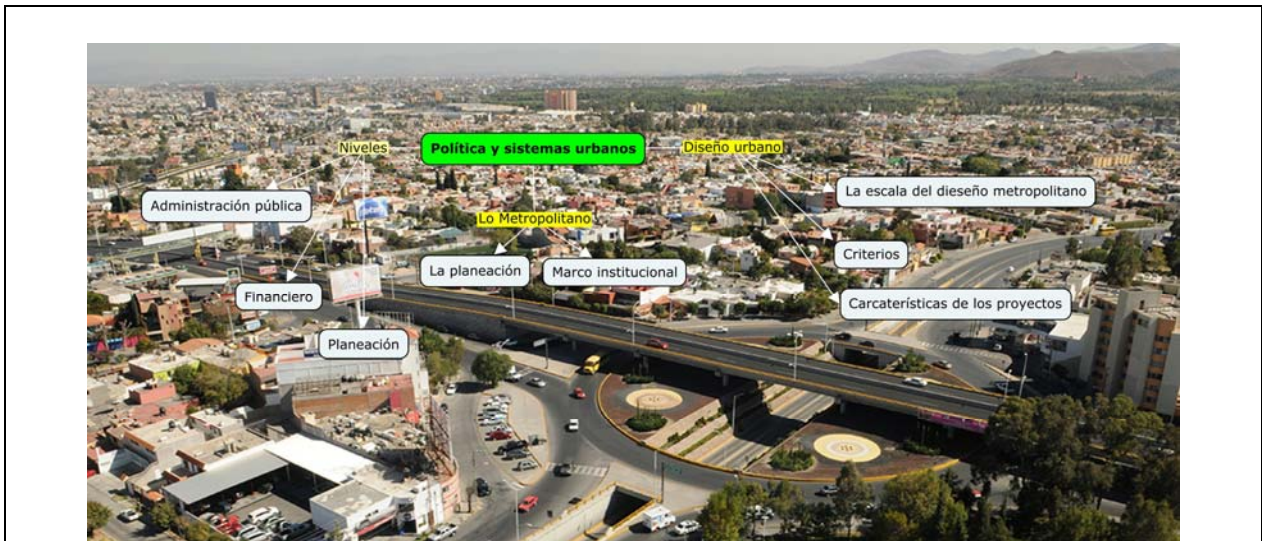 Niveles
Política y sistemas urbanos
Diseño urbano
Administración pública
La escala del dieseño metropolitano
Lo Metropolitano
Criterios
La planeación
Marco institucional
Financiero
Carcaterísticas de los proyectos
Planeación